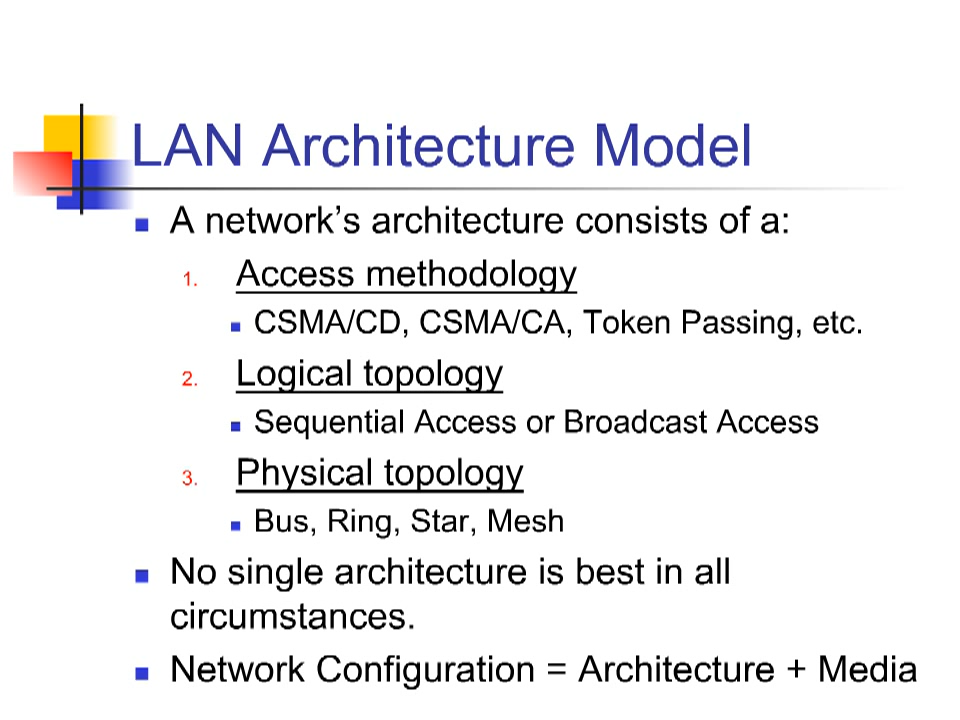 LAN Architecture Model
A network’s architecture consists of a:
1. Access methodology
CSMA/CD, CSMA/CA, Token Passing, etc.
2. Logical topology
Sequential Access or Broadcast Access
3. Physical topology
Bus, Ring, Star, Mesh
No single architecture is best in all
circumstances.
Network Configuration = Architecture + Media